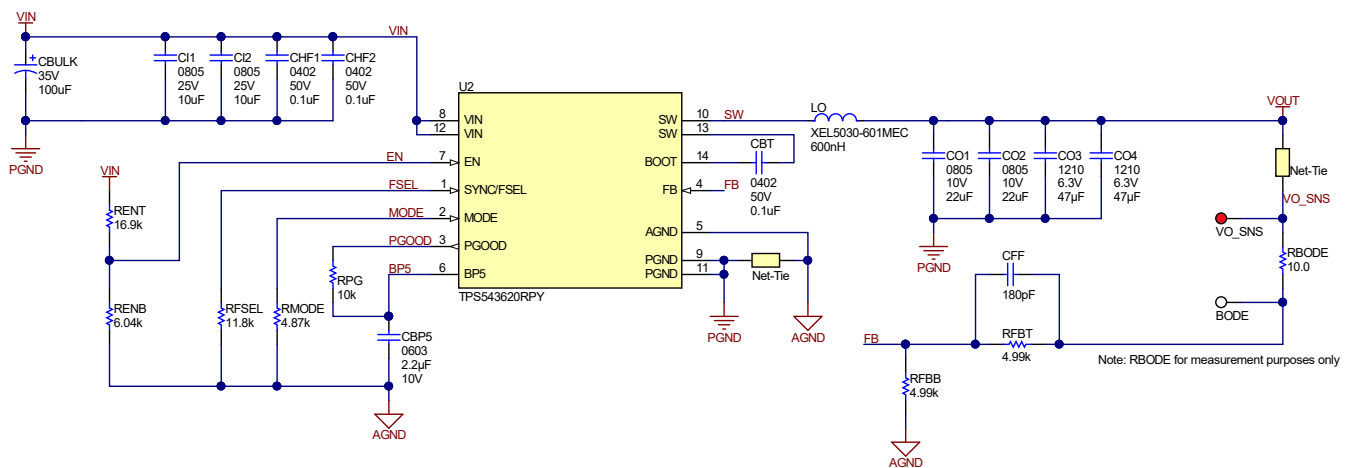 VIN
CBULK
35V
100uF
CI1
0805
25V
10uF
CI2
0805
25V
10uF
CHF1
0402
50V
0.1uF
CHF2
0402
50V
0.1uF
VIN
PGND
VIN
RENT
16.9k
RENB
6.04k
EN
FSEL
MODE
PGOOD
BP5
RFSEL
11.8k
RMODE
4.87k
RPG
10k
CBP5
0603
2.2µF
10V
AGND
U2
8 VIN
12 VIN
7 EN
1 SYNC/FSEL
2 MODE
3 PGOOD
6 BP5
SW 10
SW 13
BOOT 14
FB 4
AGND 5
PGND 9
PGND 11
TPS543620RPY
SW
CBT
0402
50V
0.1uF
FB
Net-Tie
PGND
AGND
LO
XEL5030-601MEC
600nH
CO1
0805
10V
22uF
CO2
0805
10V
22uF
CO3
1210
6.3V
47µF
CO4
1210
6.3V
47µF
PGND
VOUT
Net-Tie
VO_SNS
VO_SNS
RBODE
10.0
BODE
CFF
180pF
FB
RFBT
4.99k
Note: RBODE for measurement purposes only
RFBB
4.99k
AGND